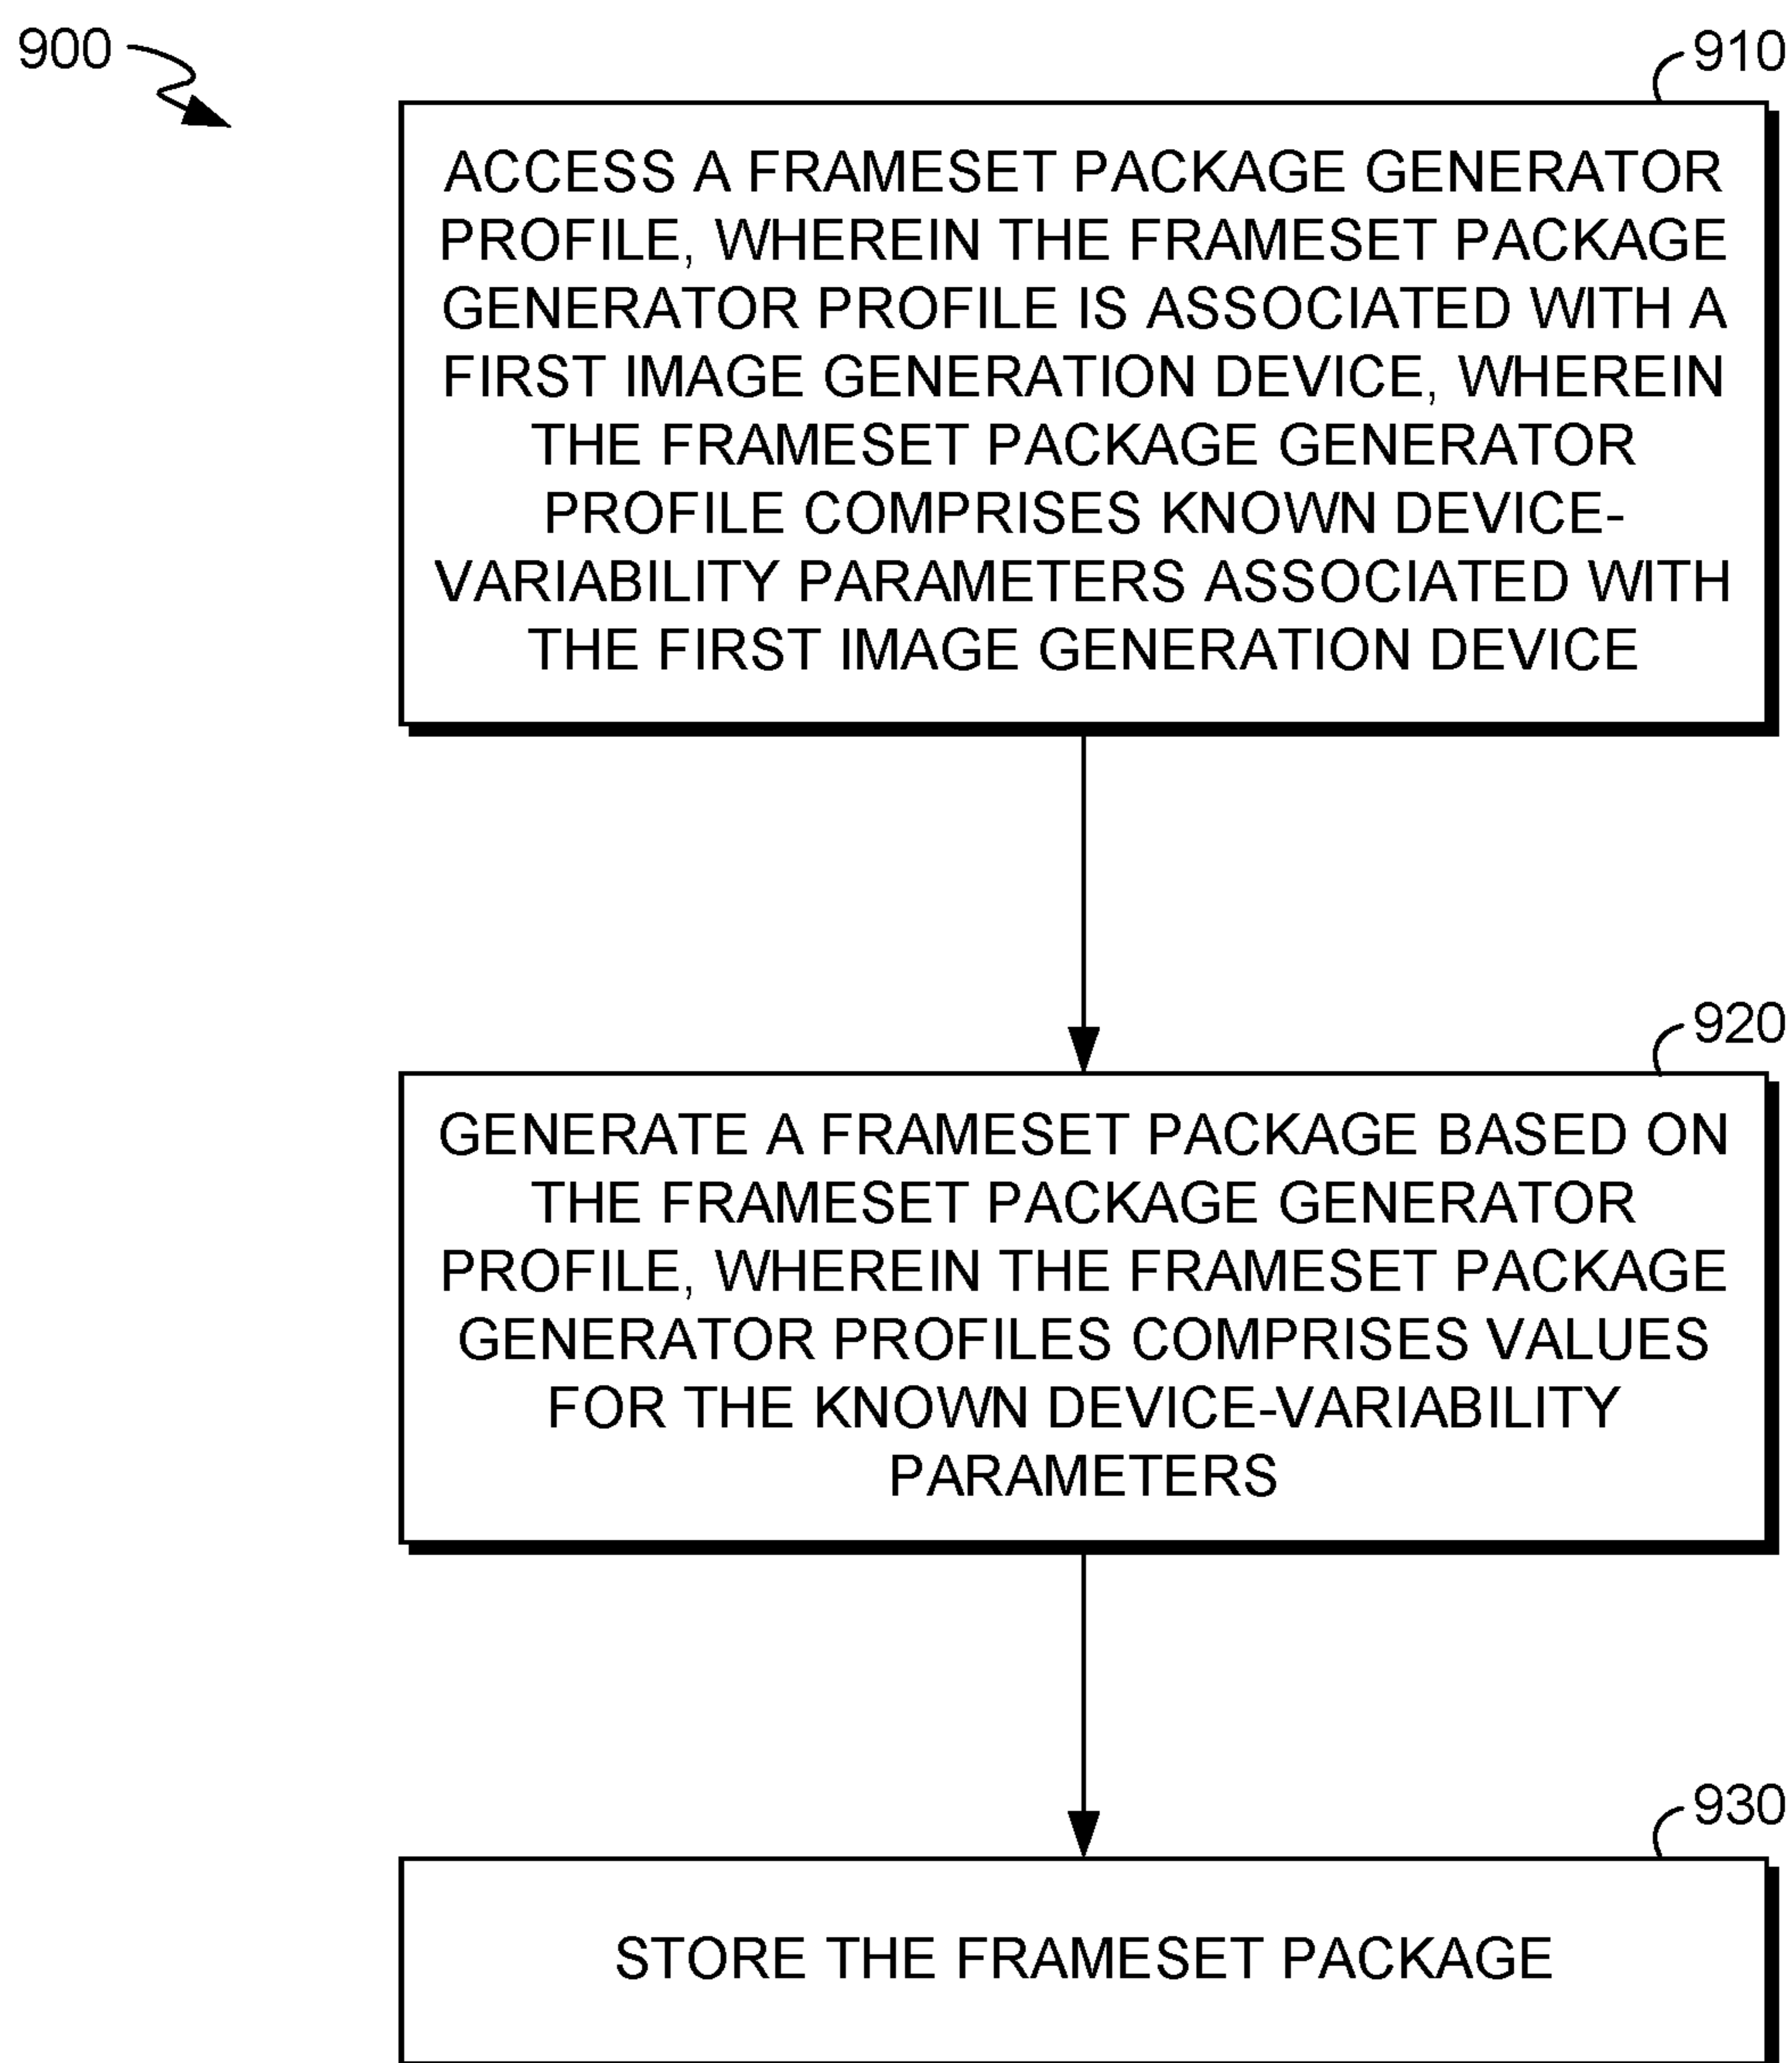 900
910
ACCESS A FRAMESET PACKAGE GENERATOR
PROFILE, WHEREIN THE FRAMESET PACKAGE
GENERATOR PROFILE IS ASSOCIATED WITH A
FIRST IMAGE GENERATION DEVICE, WHEREIN
THE FRAMESET PACKAGE GENERATOR
PROFILE COMPRISES KNOWN DEVICE-
VARIABILITY PARAMETERS ASSOCIATED WITH
THE FIRST IMAGE GENERATION DEVICE
920
GENERATE A FRAMESET PACKAGE BASED ON
THE FRAMESET PACKAGE GENERATOR
PROFILE, WHEREIN THE FRAMESET PACKAGE
GENERATOR PROFILES COMPRISES VALUES
FOR THE KNOWN DEVICE-VARIABILITY
PARAMETERS
930
STORE THE FRAMESET PACKAGE